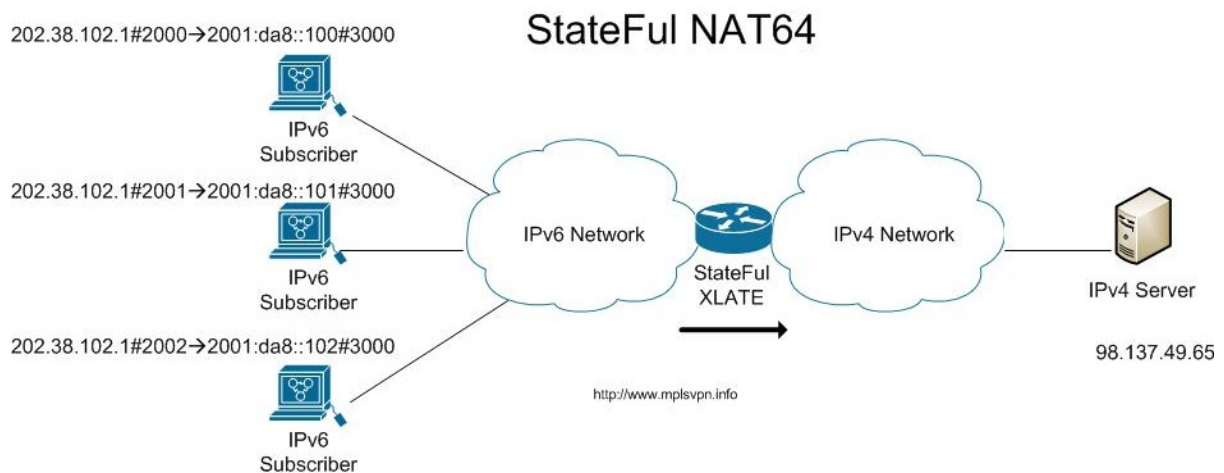 StateFul NAT64
202.38.102.1#2000→2001:da8::100#3000
IPv6
Subscriber
202.38.102.1#2001→2001:da8::101#3000
IPv6
Subscriber
202.38.102.1#2002→2001:da8::102#3000
IPv6
Subscriber
IPv6 Network
StateFul
XLATE
IPv4 Network
IPv4 Server
98.137.49.65
http://www.mplsvpn.info